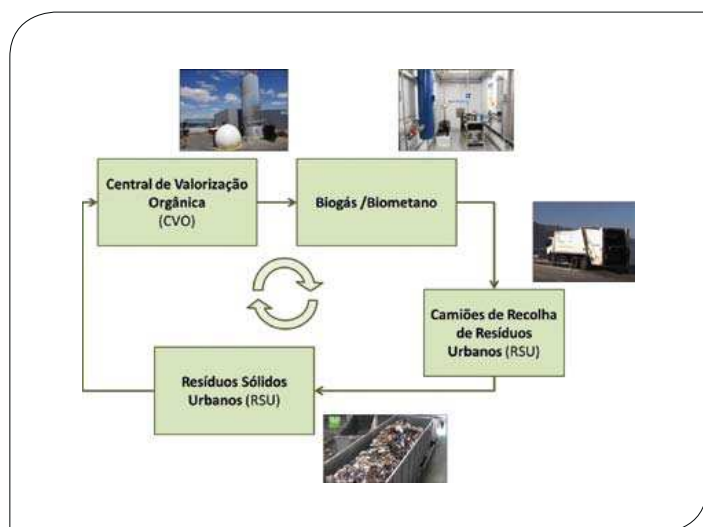 Central de Valorização
Orgânica
(CVO)
Biogás /Biometano
Camiões de Recolha
de Resíduos
Urbanos (RSU)
Resíduos Sólidos
Urbanos (RSU)